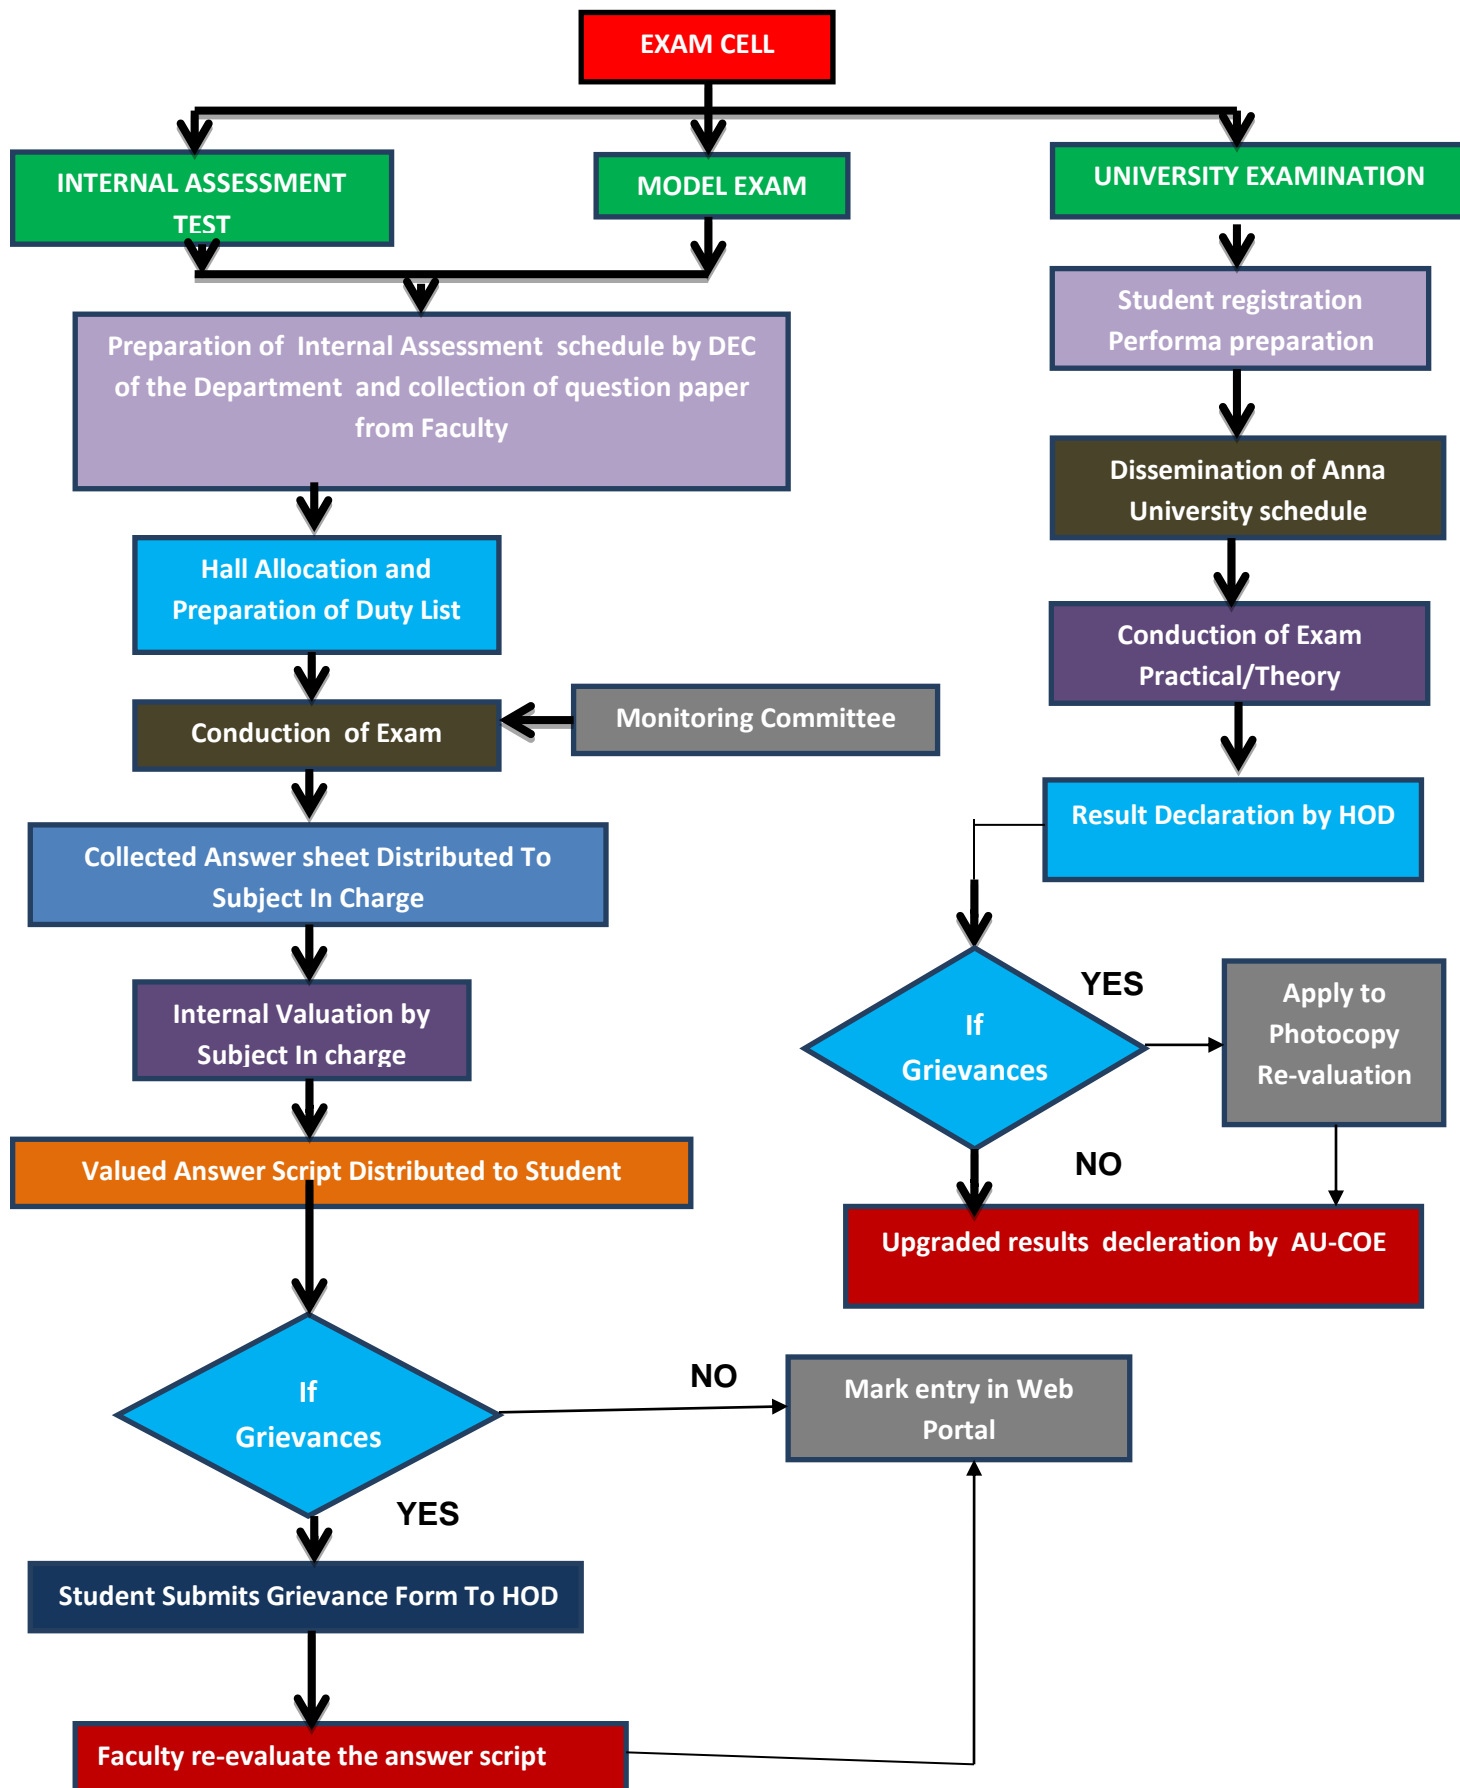 EXAM CELL
INTERNAL ASSESSMENT
TEST
MODEL EXAM
UNIVERSITY EXAMINATION
Preparation of Internal Assessment schedule by DEC
of the Department and collection of question paper
from Faculty
Student registration
Performa preparation
Dissemination of Anna
University schedule
Hall Allocation and
Preparation of Duty List
Conduction of Exam
Practical/Theory
Conduction of Exam
Monitoring Committee
Result Declaration by HOD
Collected Answer sheet Distributed To
Subject In Charge
Internal Valuation by
Subject In charge
If
Grievances
YES
Apply to
Photocopy
Re-valuation
NO
Valued Answer Script Distributed to Student
Upgraded results decleration by AU-COE
If
Grievances
NO
Mark entry in Web
Portal
YES
Student Submits Grievance Form To HOD
Faculty re-evaluate the answer script